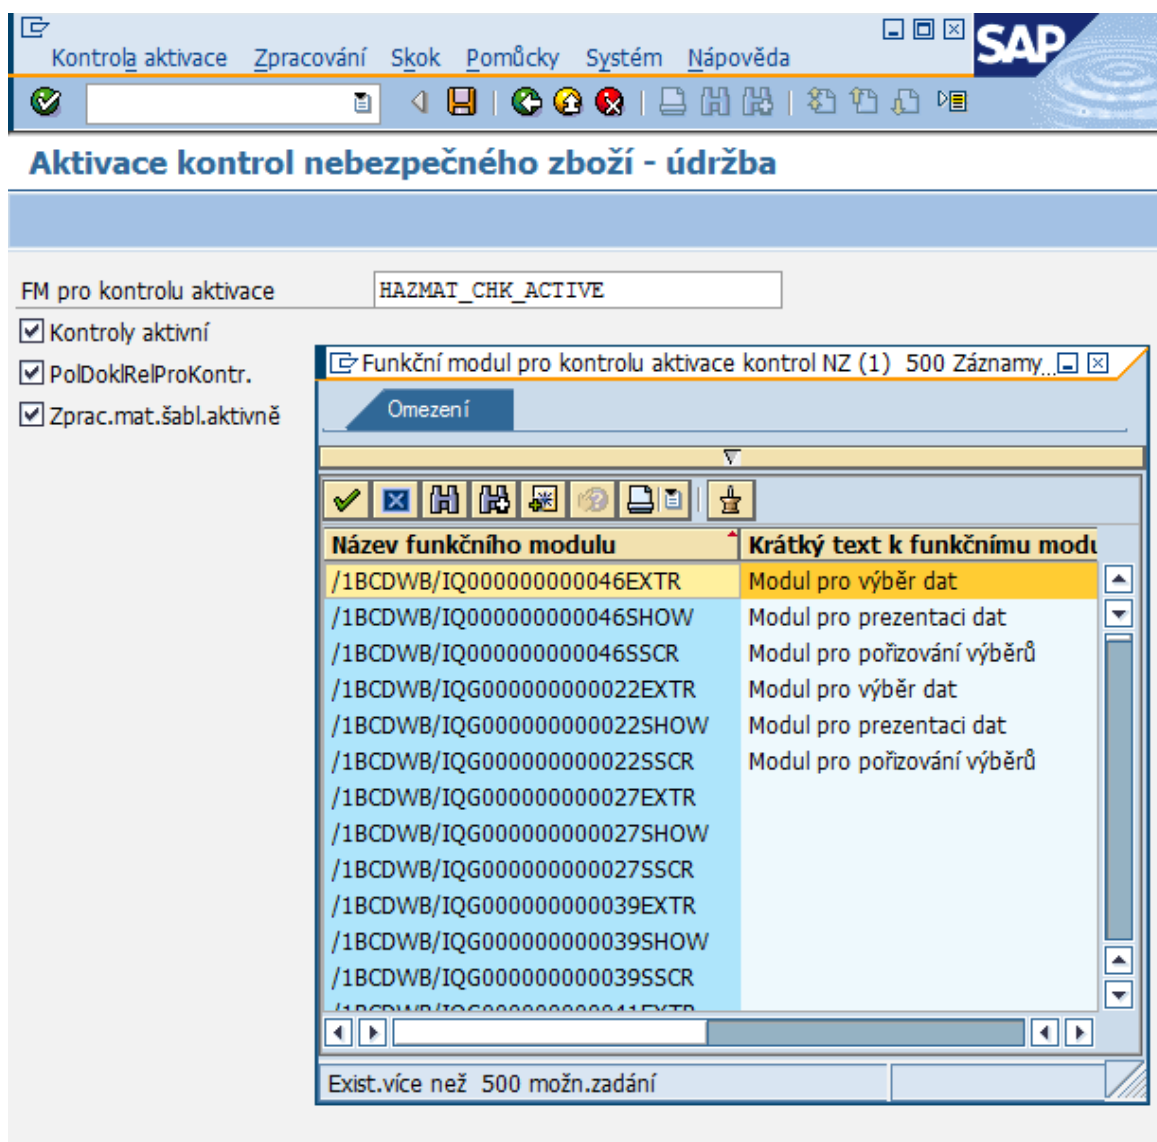 Kontrola aktivace Zpracování Skok Pomůcky Systém Nápověda
SAP
Aktivace kontrol nebezpečného zboží - údržba
FM pro kontrolu aktivace HAZMAT_CHK_ACTIVE
Kontroly aktivní
PolDoklRelProKontr.
Zprac.mat.šabl.aktivně
Funkční modul pro kontrolu aktivace kontrol NZ (1) 500 Záznamy...
Omezení
Název funkčního modulu Krátký text k funkčnímu modu
/1BCDWB/IQ000000000046EXTR Modul pro výběr dat
/1BCDWB/IQ000000000046SHOW Modul pro prezentaci dat
/1BCDWB/IQ000000000046SSCR Modul pro pořizování výběrů
/1BCDWB/IQG000000000022EXTR Modul pro výběr dat
/1BCDWB/IQG000000000022SHOW Modul pro prezentaci dat
/1BCDWB/IQG000000000022SSCR Modul pro pořizování výběrů
/1BCDWB/IQG000000000027EXTR
/1BCDWB/IQG000000000027SHOW
/1BCDWB/IQG000000000027SSCR
/1BCDWB/IQG000000000039EXTR
/1BCDWB/IQG000000000039SHOW
/1BCDWB/IQG000000000039SSCR
/1BCDWB/IQG000000000041EXTR
Exist.více než 500 možn.zadání